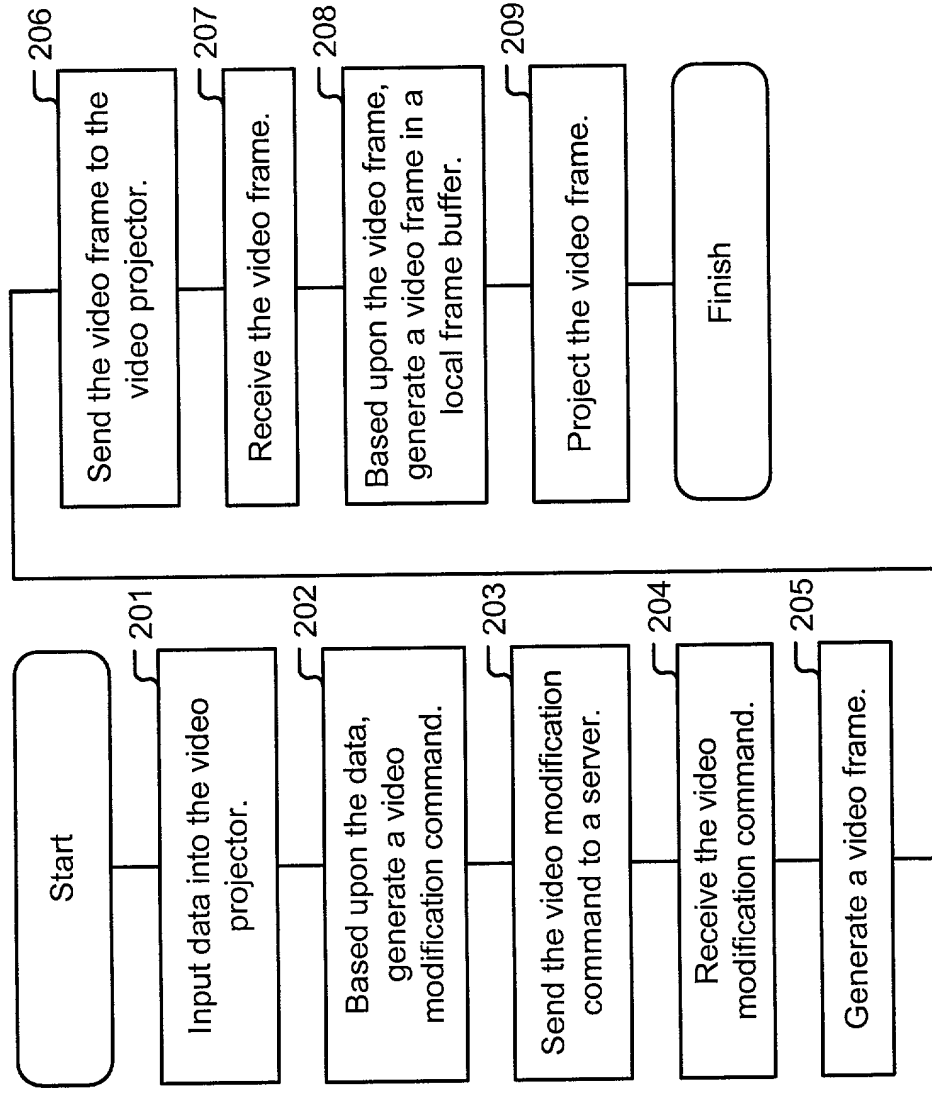 Start
201
Input data into the video
projector.
202
Based upon the data,
generate a video
modification command.
203
Send the video modification
command to a server.
204
Receive the video
modification command.
205
Generate a video frame.
206
Send the video frame to the
video projector.
207
Receive the video frame.
208
Based upon the video frame,
generate a video frame in a
local frame buffer.
209
Project the video frame.
Finish